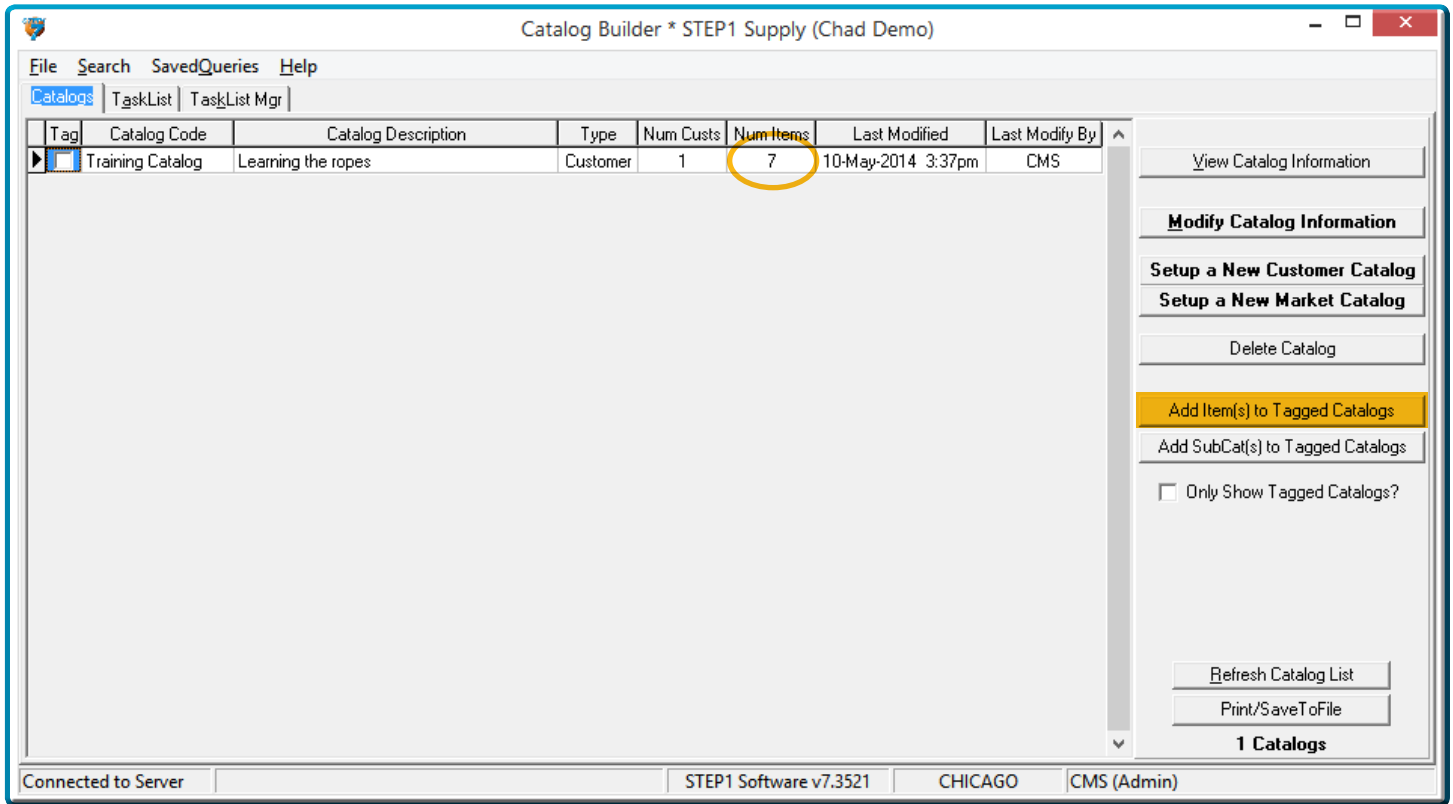 Catalog Builder * STEP1 Supply (Chad Demo)
File Search SavedQueries Help
Catalogs TaskList TaskList Mgr
Tag Catalog Code Catalog Description Type Num Custs Num Items Last Modified Last Modify By
Training Catalog Learning the ropes Customer 1 7 10-May-2014 3:37pm CMS
View Catalog Information
Modify Catalog Information
Setup a New Customer Catalog
Setup a New Market Catalog
Delete Catalog
Add Item(s) to Tagged Catalogs
Add SubCat(s) to Tagged Catalogs
Only Show Tagged Catalogs?
Refresh Catalog List
Print/SaveToFile
1 Catalogs
Connected to Server STEP1 Software v7.3521 CHICAGO CMS (Admin)